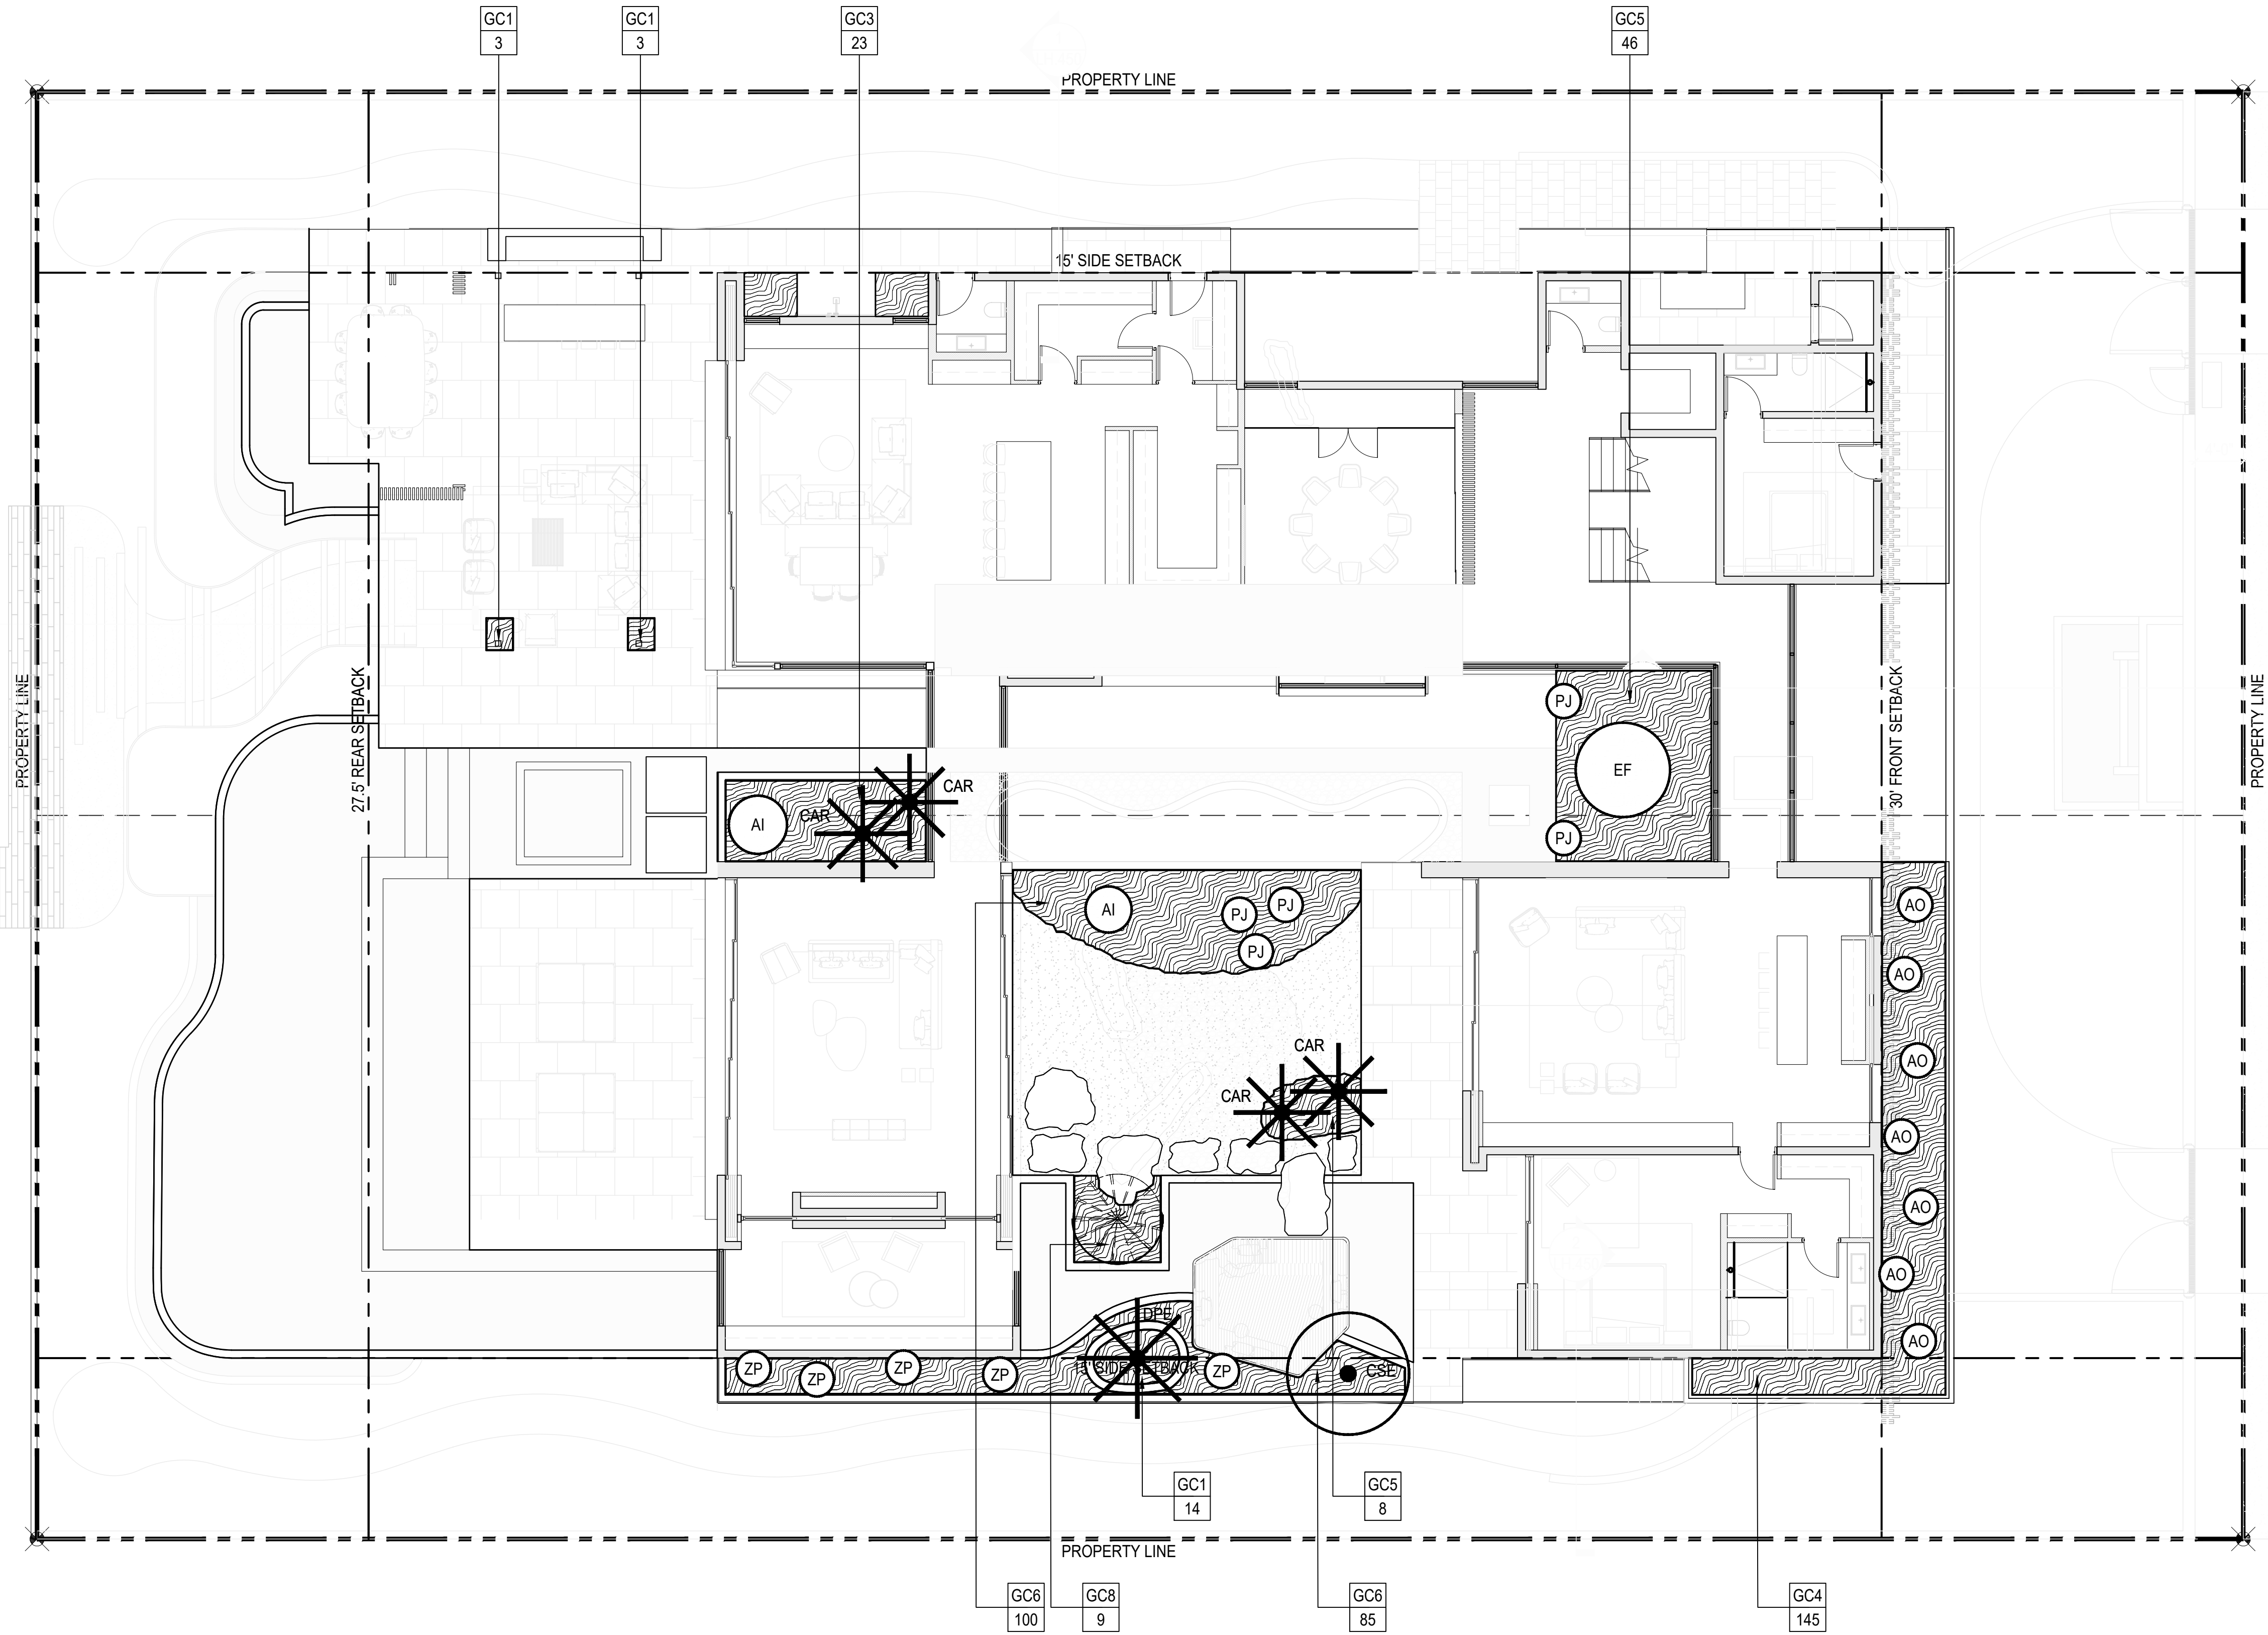 GC1
3
GC1
3
GC3
23
GC5
46
PROPERTY LINE
15' SIDE SETBACK
PROPERTY LINE
27.5' REAR SETBACK
30' FRONT SETBACK
PROPERTY LINE
PJ
EF
PJ
CAR
CAR
AI
AI
PJ
PJ
PJ
AO
AO
AO
AO
AO
AO
AO
CAR
CAR
DPE
ZP
ZP
ZP
ZP
15' SIDE SETBACK
ZP
CSE
GC1
14
GC5
8
PROPERTY LINE
GC6
100
GC8
9
GC6
85
GC4
145